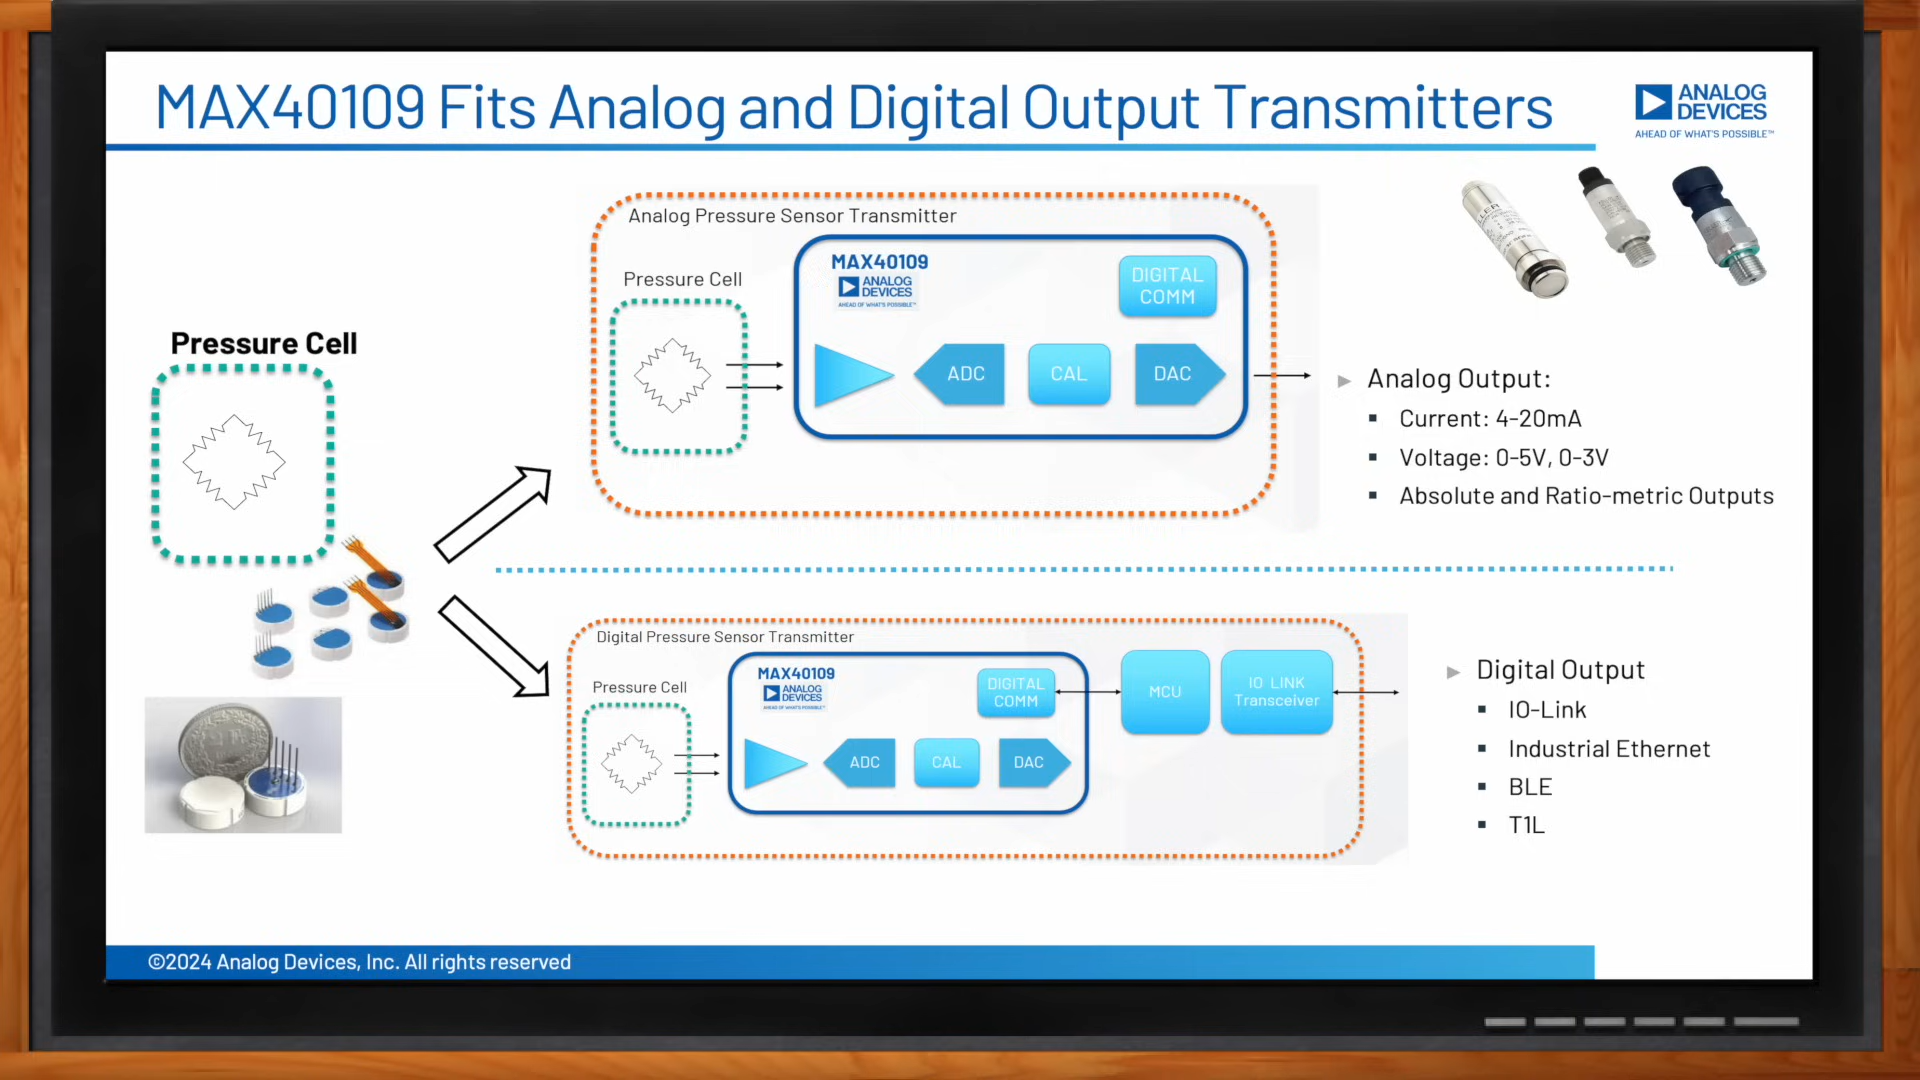 MAX40109 Fits Analog and Digital Output Transmitters
ANALOG
DEVICES
AHEAD OF WHAT'S POSSIBLE™
Analog Pressure Sensor Transmitter
Pressure Cell
MAX40109
ANALOG
DEVICES
AHEAD OF WHAT'S POSSIBLE™
DIGITAL
COMM
ADC
CAL
DAC
Pressure Cell
Analog Output:
Current: 4-20mA
Voltage: 0-5V, 0-3V
Absolute and Ratio-metric Outputs
Digital Pressure Sensor Transmitter
Pressure Cell
MAX40109
ANALOG
DEVICES
AHEAD OF WHAT'S POSSIBLE™
DIGITAL
COMM
MCU
IO LINK
Transceiver
ADC
CAL
DAC
Digital Output
IO-Link
Industrial Ethernet
BLE
T1L
©2024 Analog Devices, Inc. All rights reserved